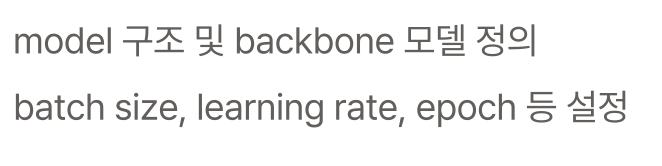 model 구조 및 backbone 모델 정의
batch size, learning rate, epoch 등 설정